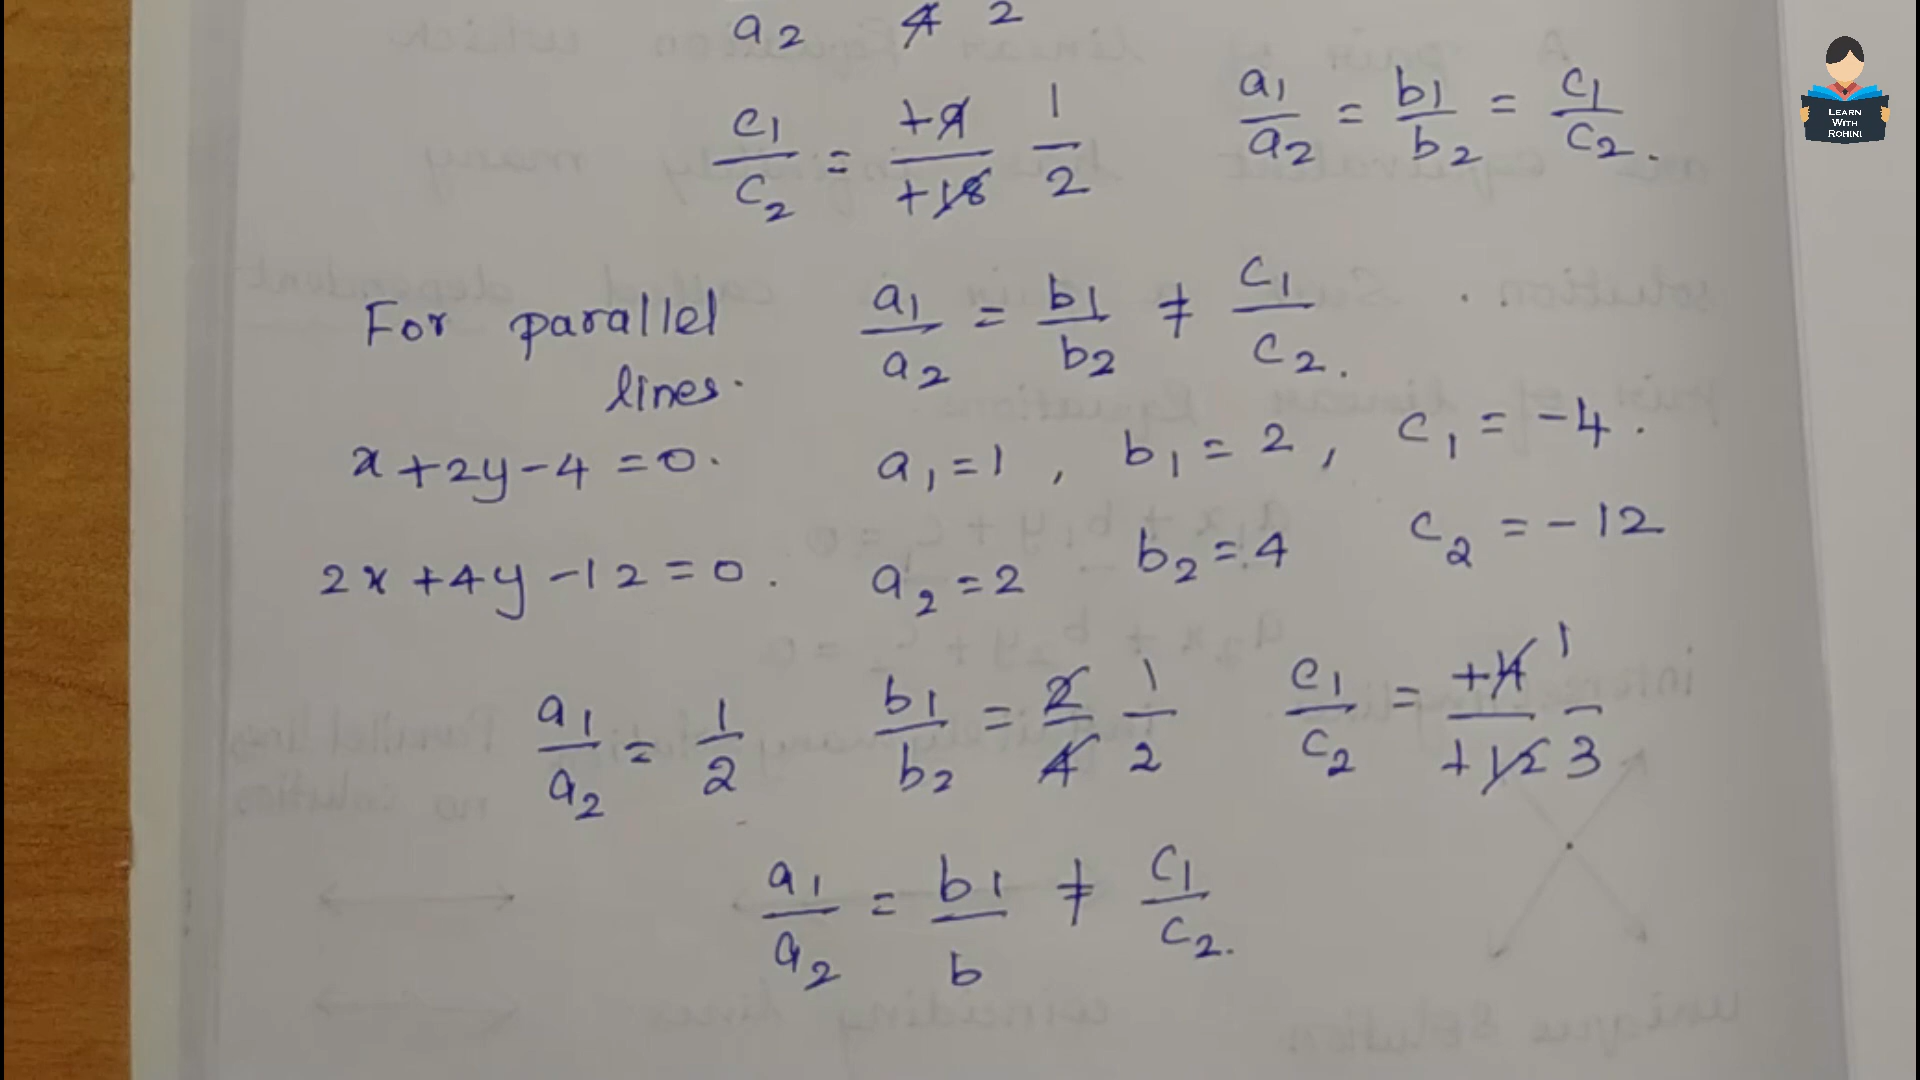 a₂ 4 2
c₁/c₂ = +9/+18 1/2 a₁/a₂ = b₁/b₂ = c₁/c₂.
For parallel lines. a₁/a₂ = b₁/b₂ ≠ c₁/c₂.
x + 2y - 4 = 0. a₁ = 1, b₁ = 2, c₁ = -4.
2x + 4y - 12 = 0. a₂ = 2 b₂ = 4 c₂ = -12
a₁/a₂ = 1/2 b₁/b₂ = 2/4 1/2 c₁/c₂ = +4/+12 1/3
a₁/a₂ = b₁/b ≠ c₁/c₂.
LEARN
WITH
ROHINI